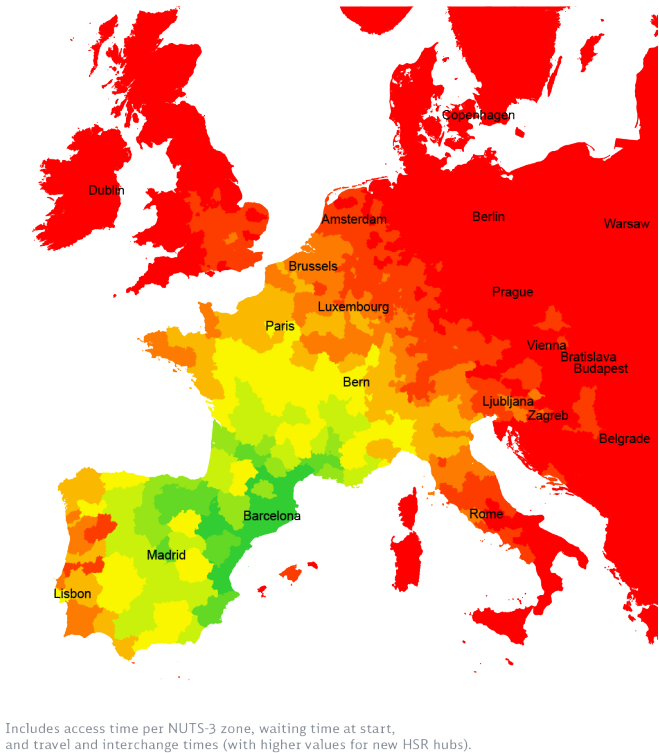 Copenhagen
Dublin
Amsterdam
Berlin
Warsaw
Brussels
Prague
Luxembourg
Paris
Vienna
Bratislava
Budapest
Bern
Ljubljana
Zagreb
Belgrade
Barcelona
Rome
Madrid
Lisbon
Includes access time per NUTS-3 zone, waiting time at start,
and travel and interchange times (with higher values for new HSR hubs).